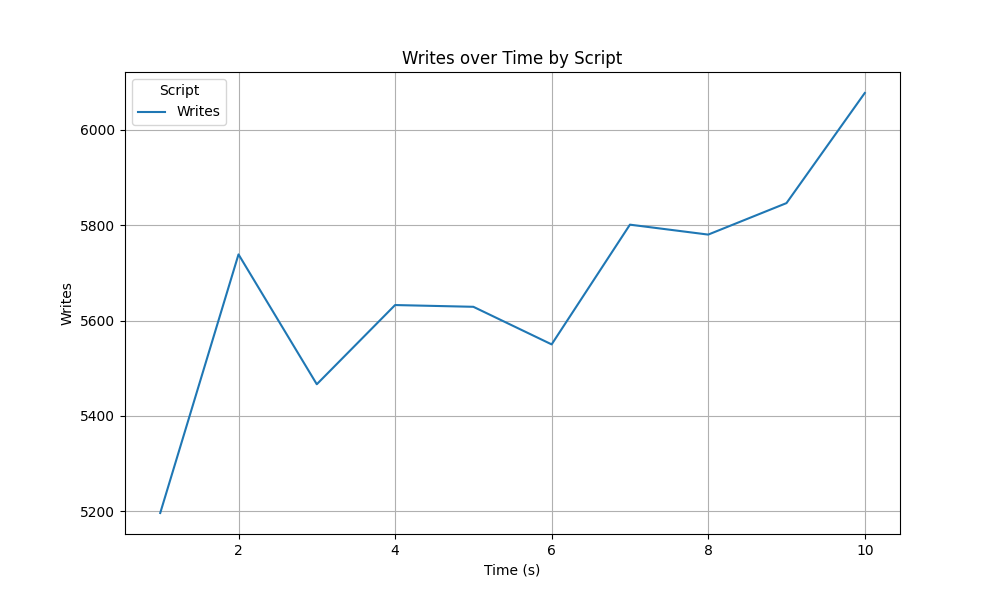 Writes over Time by Script
Script
Writes
6000
5800
5600
5400
5200
Writes
2 4 6 8 10
Time (s)